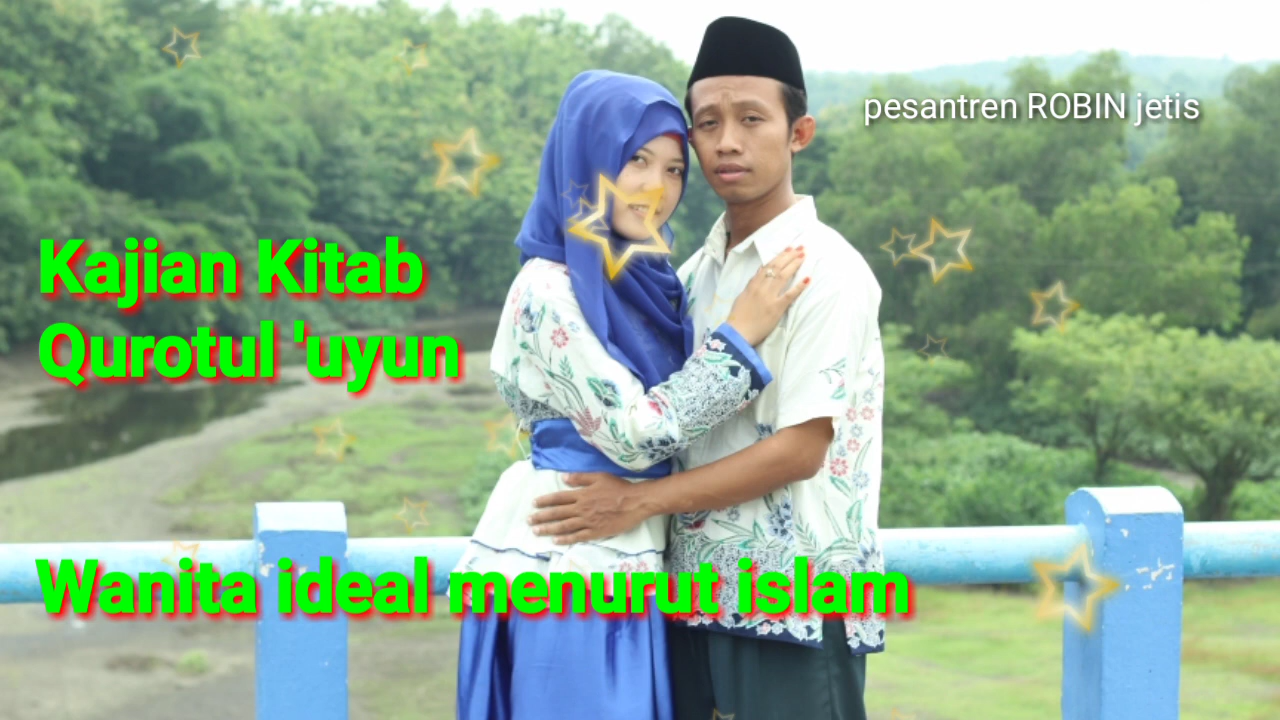 pesantren ROBIN jetis
Kajian Kitab
Qurotul 'uyun
Wanita ideal menurut islam